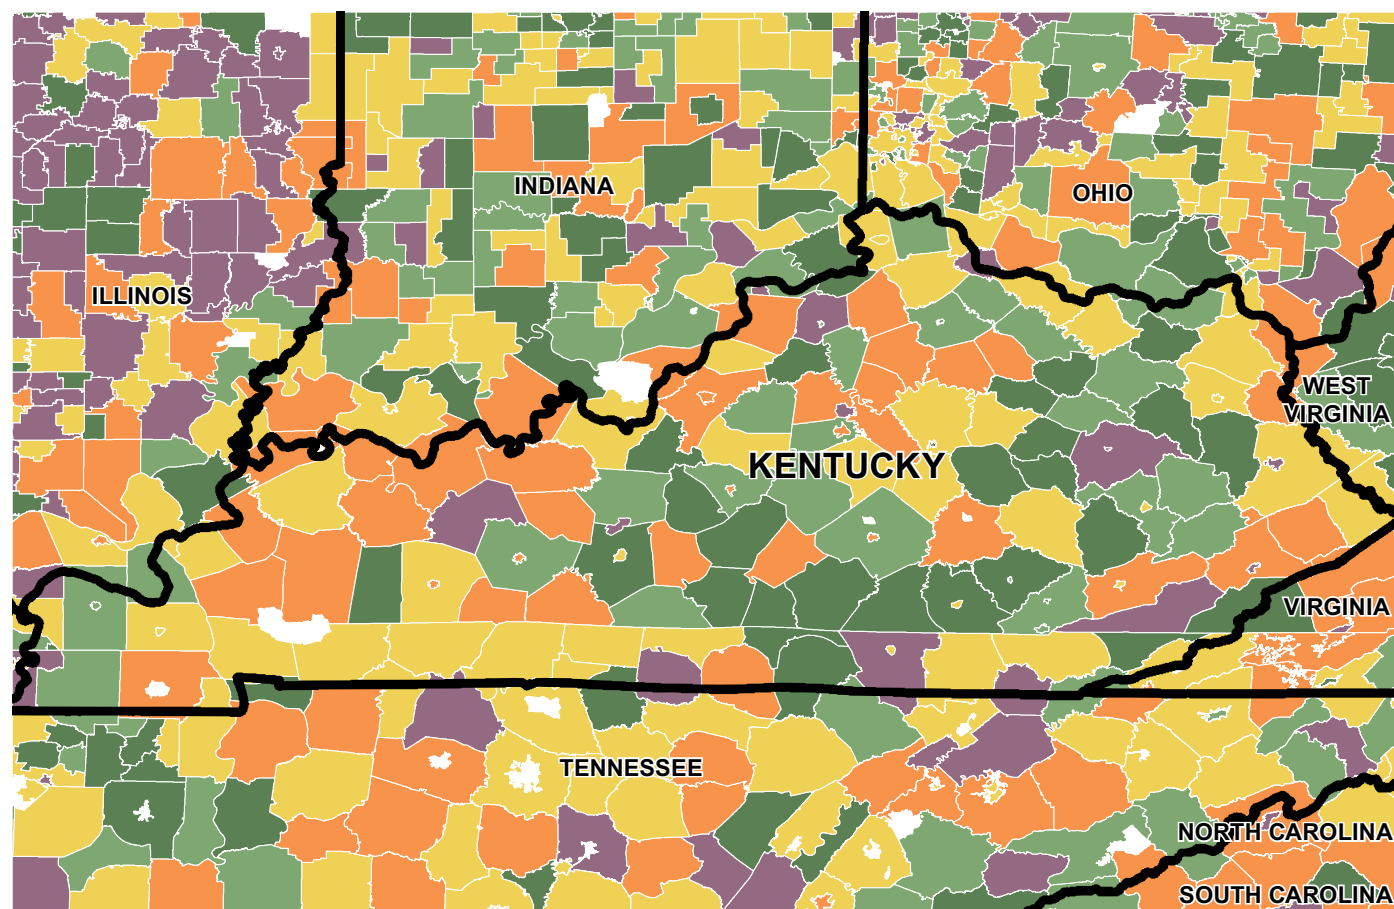 INDIANA
OHIO
ILLINOIS
WEST
VIRGINIA
KENTUCKY
VIRGINIA
TENNESSEE
NORTH CAROLINA
SOUTH CAROLINA